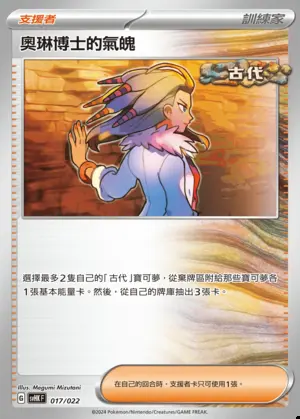 支援者
訓練家
奧琳博士的氣魄
古代
選擇最多2隻自己的「古代」寶可夢，從棄牌區附給那些寶可夢各
1張基本能量卡。然後，從自己的牌庫抽出3張卡。
Illus. Megumi Mizutani
G SVHK F 017/022
在自己的回合時，支援者卡只可使用1張。
©2024 Pokémon/Nintendo/Creatures/GAME FREAK.